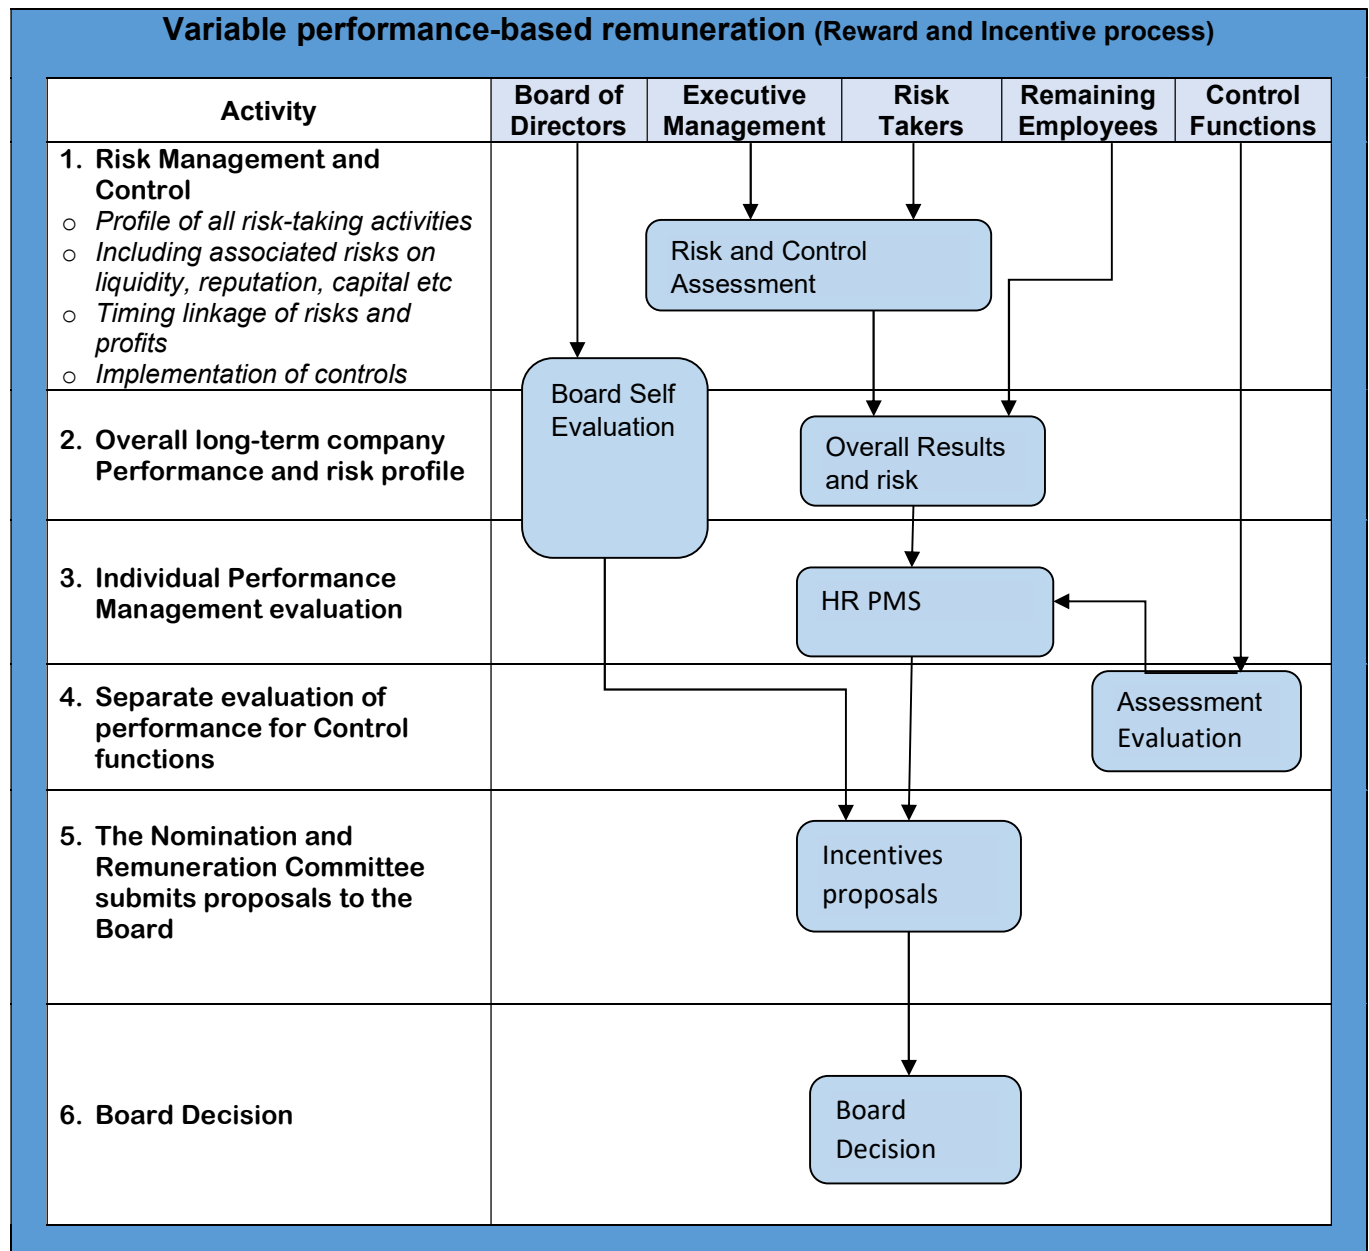 Variable performance-based remuneration (Reward and Incentive process)
Activity
Board of
Directors
Executive
Management
Risk
Takers
Remaining
Employees
Control
Functions
1. Risk Management and
Control
o Profile of all risk-taking activities
o Including associated risks on
liquidity, reputation, capital etc
o Timing linkage of risks and
profits
o Implementation of controls
Risk and Control
Assessment
Board Self
Evaluation
2. Overall long-term company
Performance and risk profile
Overall Results
and risk
3. Individual Performance
Management evaluation
HR PMS
4. Separate evaluation of
performance for Control
functions
Assessment
Evaluation
5. The Nomination and
Remuneration Committee
submits proposals to the
Board
Incentives
proposals
6. Board Decision
Board
Decision